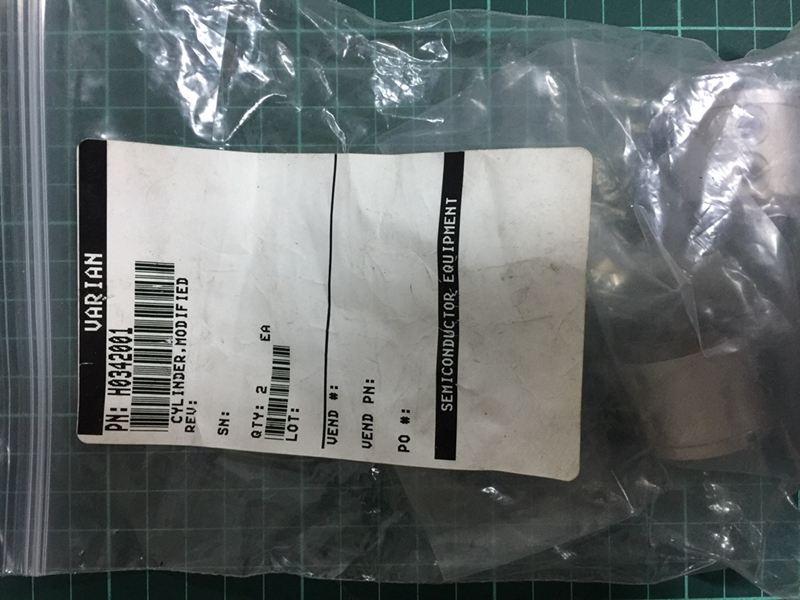 VARIAN
PN: H0342001
CYLINDER,MODIFIED
REV:
SN:
QTY: 2 EA
LOT:
VEND #:
VEND PN:
PO #:
SEMICONDUCTOR EQUIPMENT